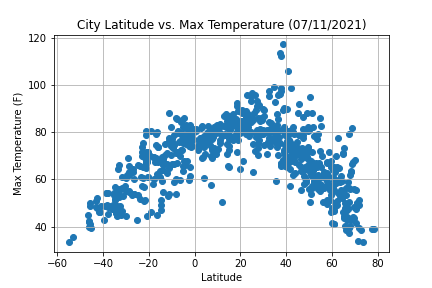 City Latitude vs. Max Temperature (07/11/2021)
120
100
80
60
40
Max Temperature (F)
−60 −40 −20 0 20 40 60 80
Latitude